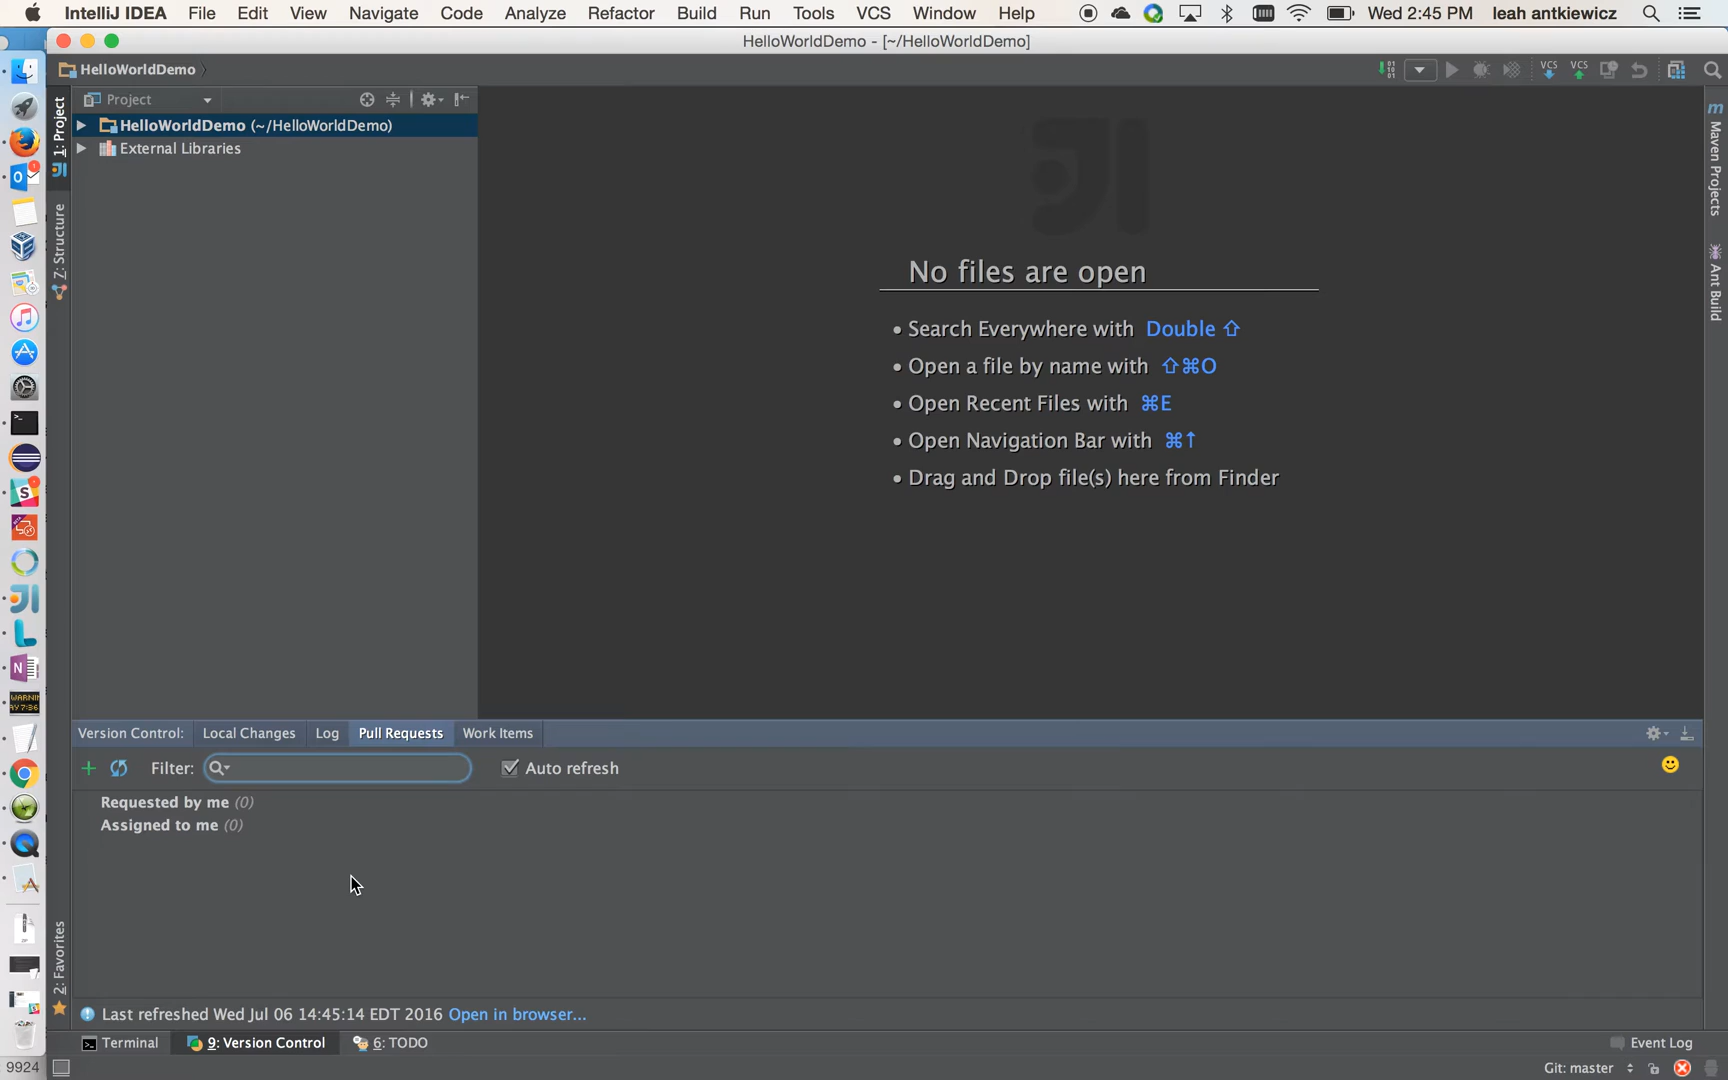 IntelliJ IDEA File Edit View Navigate Code Analyze Refactor Build Run Tools VCS Window Help Wed 2:45 PM leah antkiewicz
HelloWorldDemo - [~/HelloWorldDemo]
HelloWorldDemo
VCS VCS
Project
1: Project
HelloWorldDemo (~/HelloWorldDemo)
External Libraries
Z: Structure
Maven Projects
Ant Build
No files are open
• Search Everywhere with Double ⇧
• Open a file by name with ⇧⌘O
• Open Recent Files with ⌘E
• Open Navigation Bar with ⌘↑
• Drag and Drop file(s) here from Finder
Version Control: Local Changes Log Pull Requests Work Items
Filter: Auto refresh
Requested by me (0)
Assigned to me (0)
2: Favorites
Last refreshed Wed Jul 06 14:45:14 EDT 2016 Open in browser...
Terminal 9: Version Control 6: TODO Event Log
9924 Git: master